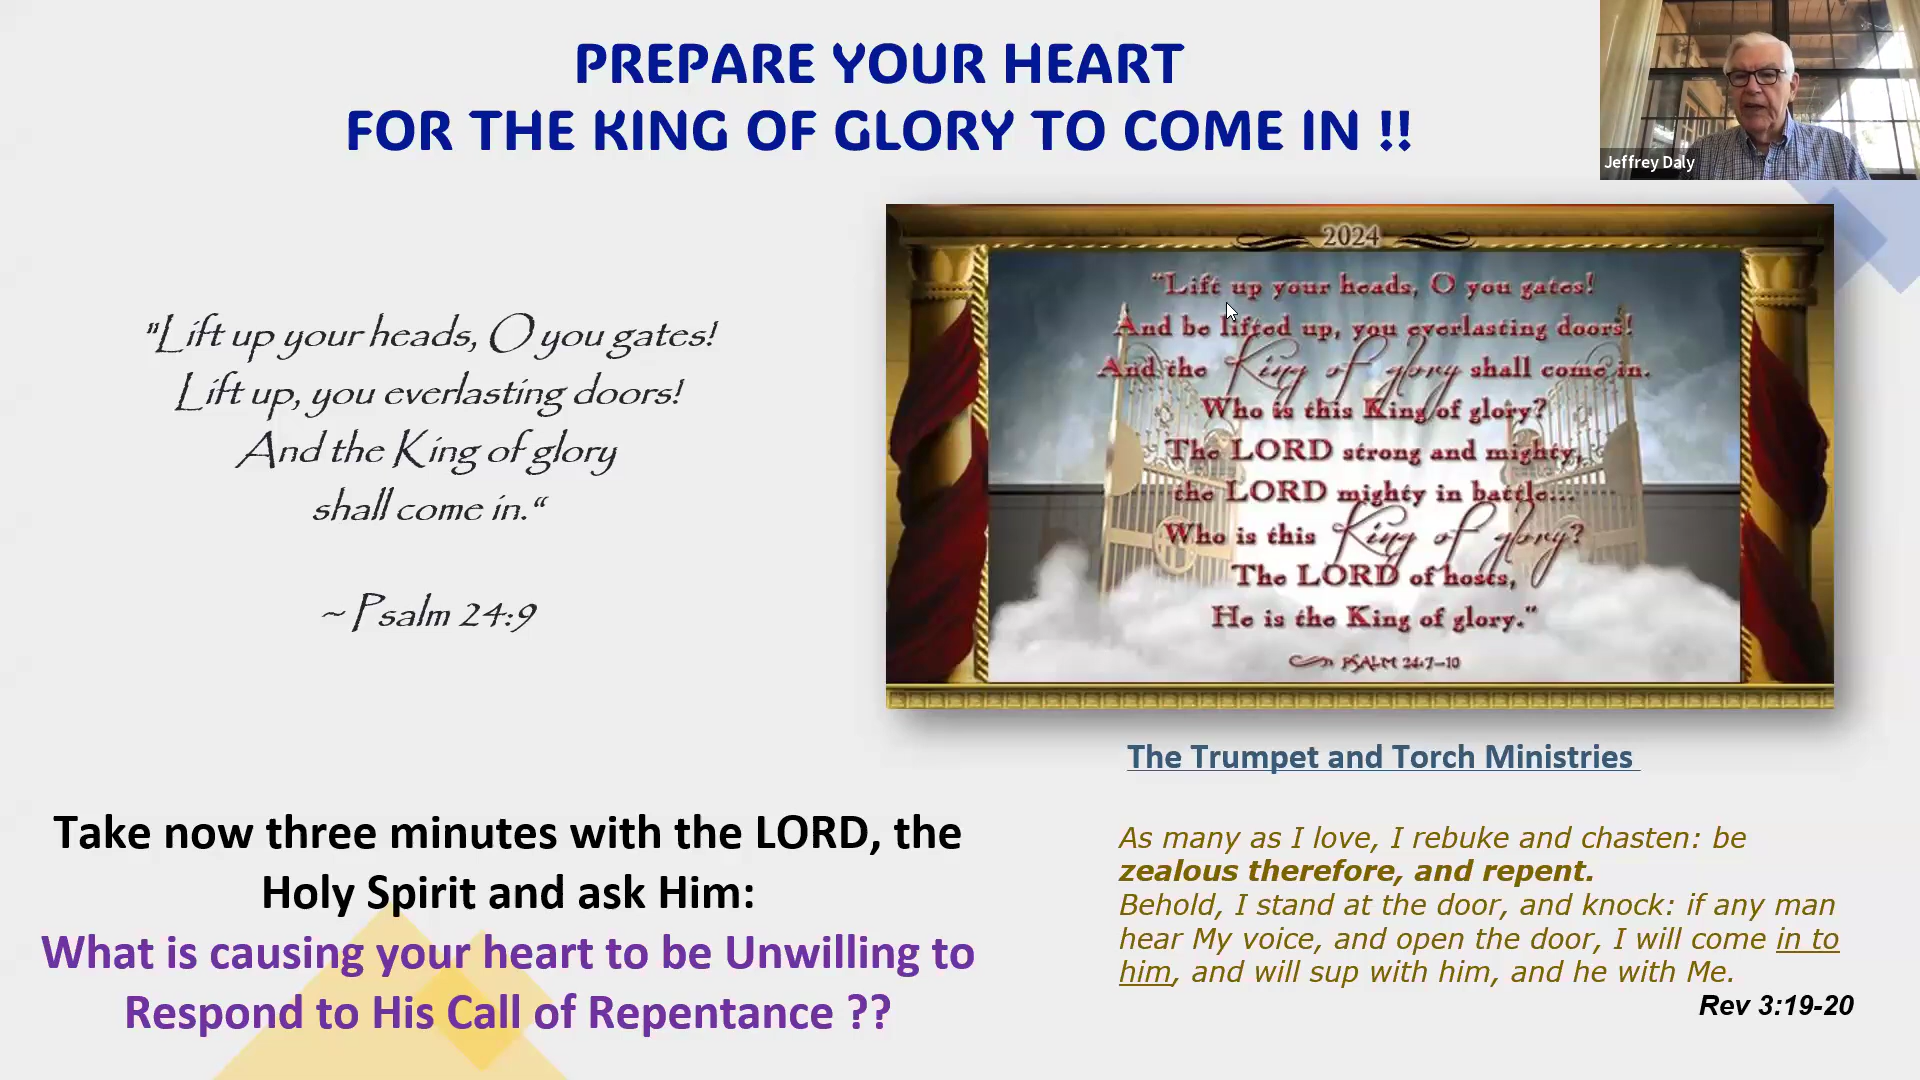 PREPARE YOUR HEART
FOR THE KING OF GLORY TO COME IN !!
Jeffrey Daly
"Lift up your heads, O you gates!
Lift up, you everlasting doors!
And the King of glory
shall come in.“
~ Psalm 24:9
2024
"Lift up your heads, O you gates!
And be lifted up, you everlasting doors!
And the King of glory shall come in.
Who is this King of glory?
The LORD strong and mighty,
the LORD mighty in battle...
Who is this King of glory?
The LORD of hosts,
He is the King of glory."
PSALM 24:7-10
The Trumpet and Torch Ministries
Take now three minutes with the LORD, the
Holy Spirit and ask Him:
What is causing your heart to be Unwilling to
Respond to His Call of Repentance ??
As many as I love, I rebuke and chasten: be
zealous therefore, and repent.
Behold, I stand at the door, and knock: if any man
hear My voice, and open the door, I will come in to
him, and will sup with him, and he with Me.
Rev 3:19-20